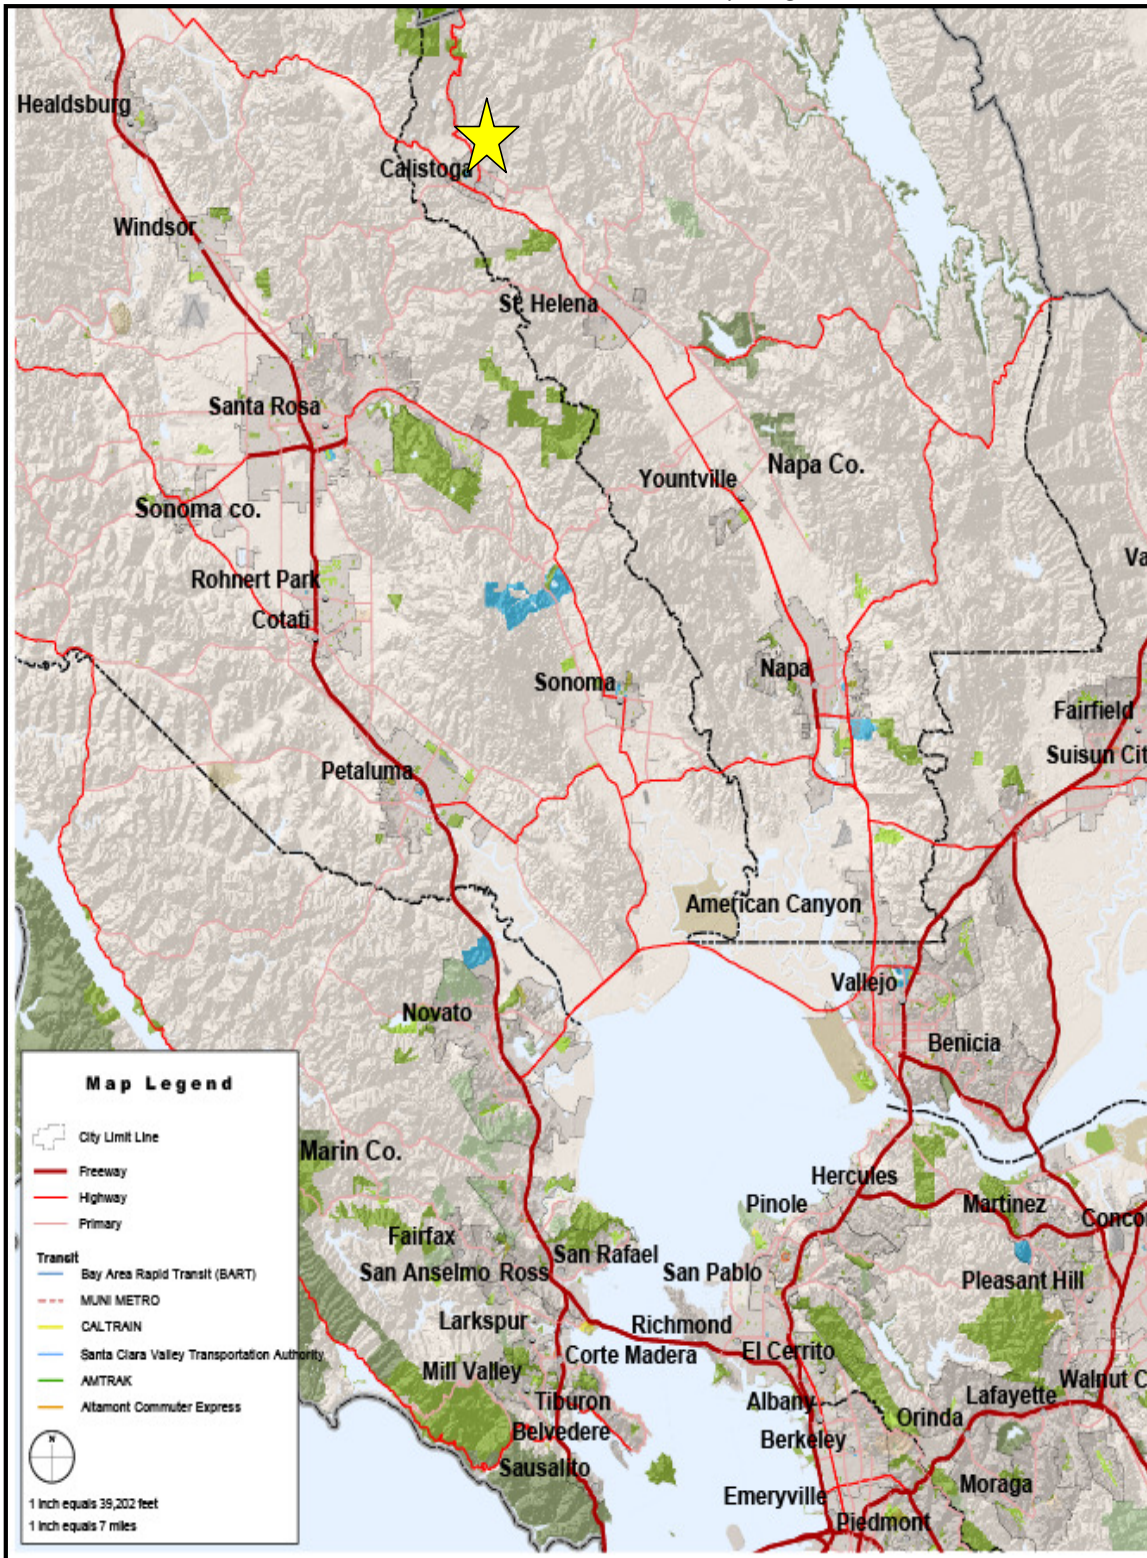 Healdsburg
Calistoga
Windsor
St. Helena
Santa Rosa
Napa Co.
Yountville
Sonoma co.
Va
Rohnert Park
Cotati
Napa
Sonoma
Fairfield
Suisun Cit
Petaluma
American Canyon
Vallejo
Novato
Benicia
Map Legend
City Limit Line
Freeway
Highway
Primary
Transit
Bay Area Rapid Transit (BART)
MUNI METRO
CALTRAIN
Santa Clara Valley Transportation Authority
AMTRAK
Altamont Commuter Express
N
1 inch equals 39,202 feet
1 inch equals 7 miles
Marin Co.
Hercules
Martinez
Pinole
Concor
Fairfax
San Rafael
San Anselmo Ross
San Pablo
Pleasant Hill
Larkspur
Richmond
Corte Madera
El Cerrito
Mill Valley
Walnut C
Tiburon
Albany
Lafayette
Orinda
Belvedere
Berkeley
Sausalito
Moraga
Emeryville
Piedmont